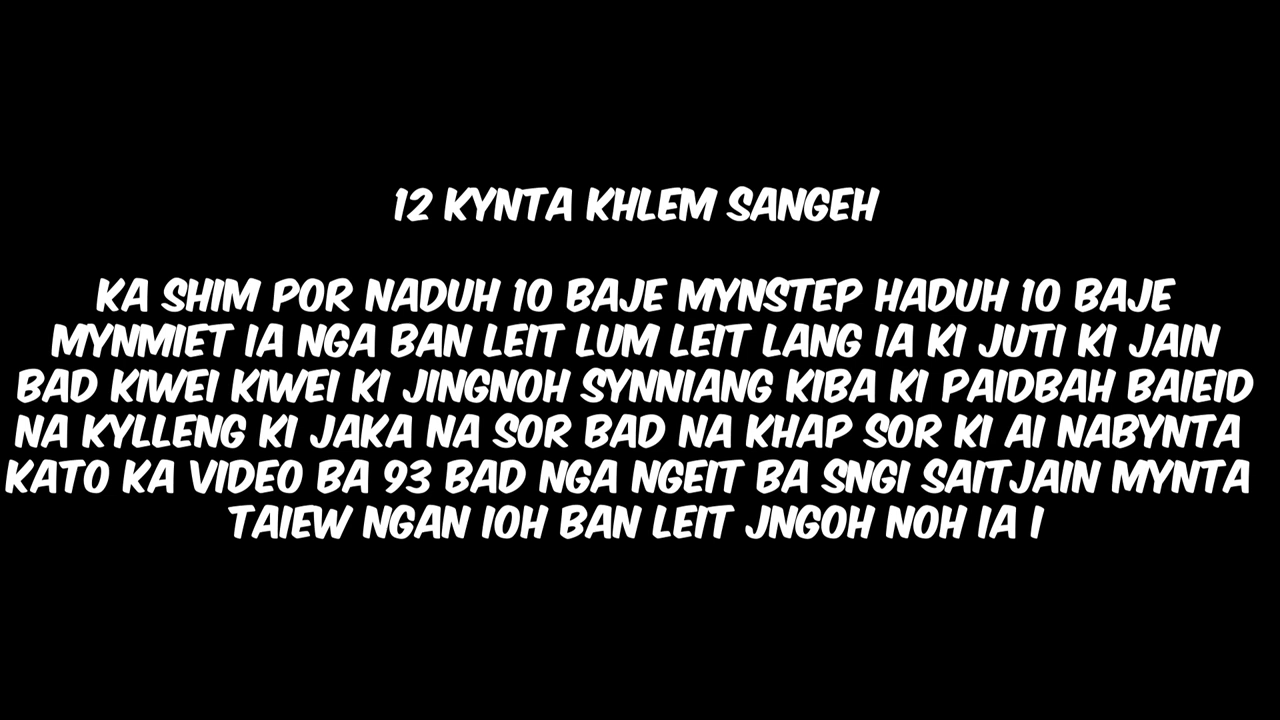 12 KYNTA KHLEM SANGEH
KA SHIM POR NADUH 10 BAJE MYNSTEP HADUH 10 BAJE
MYNMIET IA NGA BAN LEIT LUM LEIT LANG IA KI JUTI KI JAIN
BAD KIWEI KIWEI KI JINGNOH SYNNIANG KIBA KI PAIDBAH BAIEID
NA KYLLENG KI JAKA NA SOR BAD NA KHAP SOR KI AI NABYNTA
KATO KA VIDEO BA 93 BAD NGA NGEIT BA SNGI SAITJAIN MYNTA
TAIEW NGAN IOH BAN LEIT JNGOH NOH IA I